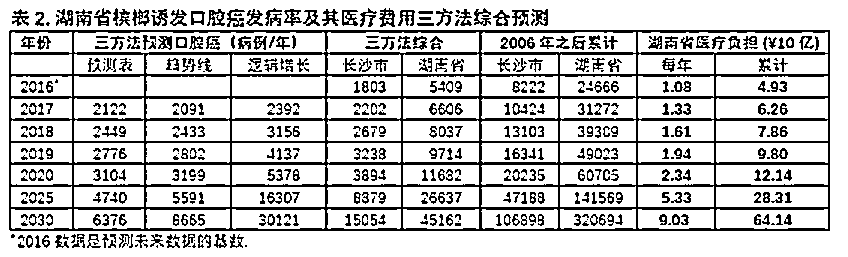 表 2. 湖南省槟榔诱发口腔癌发病率及其医疗费用三方法综合预测
年份 三方法预测口腔癌（病例/年） 三方法综合 2006 年之后累计 湖南省医疗负担 (¥10 亿)
预测表 趋势线 逻辑增长 长沙市 湖南省 长沙市 湖南省 每年 累计
2016* 1803 5409 8222 24666 1.08 4.93
2017 2122 2091 2392 2202 6606 10424 31272 1.33 6.26
2018 2449 2433 3156 2679 8037 13103 39309 1.61 7.86
2019 2776 2802 4137 3238 9714 16341 49023 1.94 9.80
2020 3104 3199 5378 3894 11682 20235 60705 2.34 12.14
2025 4740 5591 16307 8879 26637 47188 141569 5.33 28.31
2030 6376 8665 30121 15054 45162 106898 320694 9.03 64.14
*2016 数据是预测未来数据的基数.